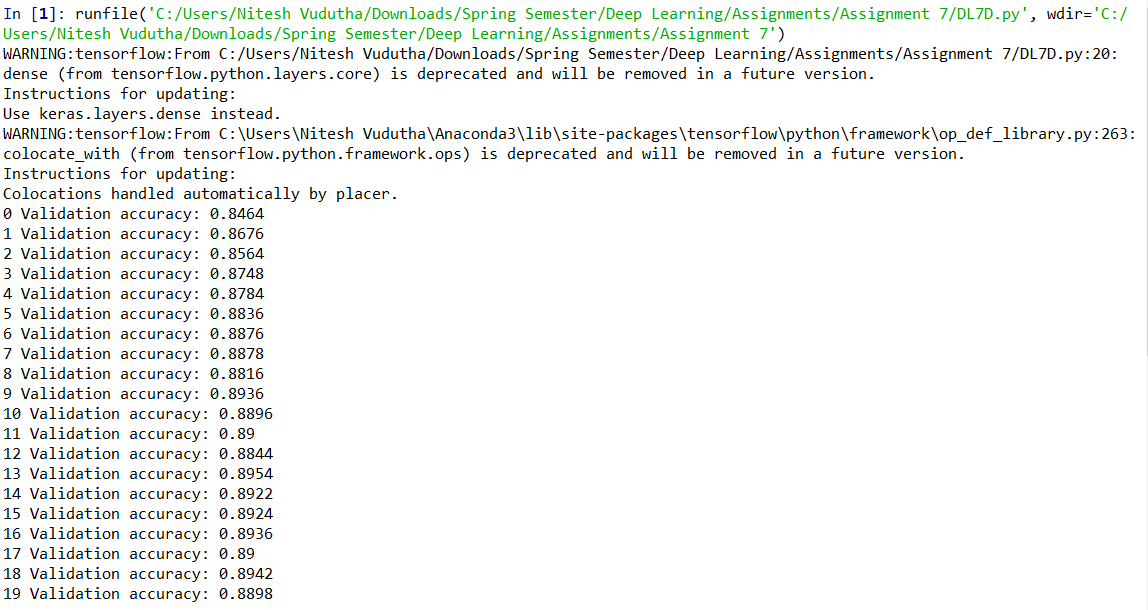 In [1]: runfile('C:/Users/Nitesh Vudutha/Downloads/Spring Semester/Deep Learning/Assignments/Assignment 7/DL7D.py', wdir='C:/
Users/Nitesh Vudutha/Downloads/Spring Semester/Deep Learning/Assignments/Assignment 7')
WARNING:tensorflow:From C:/Users/Nitesh Vudutha/Downloads/Spring Semester/Deep Learning/Assignments/Assignment 7/DL7D.py:20:
dense (from tensorflow.python.layers.core) is deprecated and will be removed in a future version.
Instructions for updating:
Use keras.layers.dense instead.
WARNING:tensorflow:From C:\Users\Nitesh Vudutha\Anaconda3\lib\site-packages\tensorflow\python\framework\op_def_library.py:263:
colocate_with (from tensorflow.python.framework.ops) is deprecated and will be removed in a future version.
Instructions for updating:
Colocations handled automatically by placer.
0 Validation accuracy: 0.8464
1 Validation accuracy: 0.8676
2 Validation accuracy: 0.8564
3 Validation accuracy: 0.8748
4 Validation accuracy: 0.8784
5 Validation accuracy: 0.8836
6 Validation accuracy: 0.8876
7 Validation accuracy: 0.8878
8 Validation accuracy: 0.8816
9 Validation accuracy: 0.8936
10 Validation accuracy: 0.8896
11 Validation accuracy: 0.89
12 Validation accuracy: 0.8844
13 Validation accuracy: 0.8954
14 Validation accuracy: 0.8922
15 Validation accuracy: 0.8924
16 Validation accuracy: 0.8936
17 Validation accuracy: 0.89
18 Validation accuracy: 0.8942
19 Validation accuracy: 0.8898